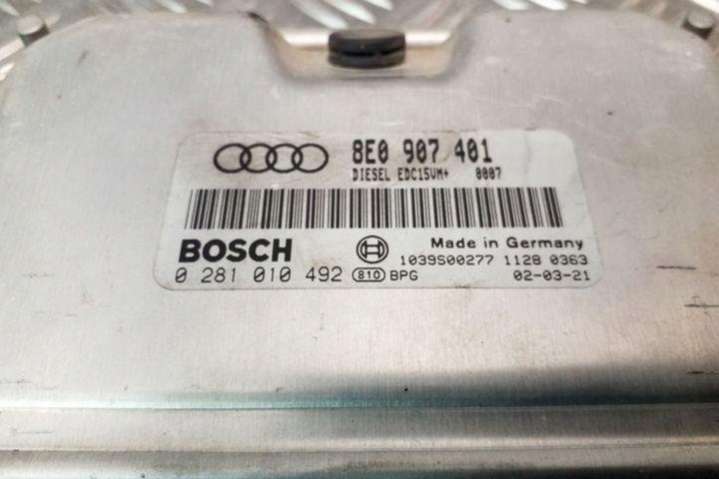 8E0 907 401
DIESEL EDC15VM+ 0007
BOSCH Made in Germany
1039S00277 1128 0363
0 281 010 492 810 BPG 02-03-21